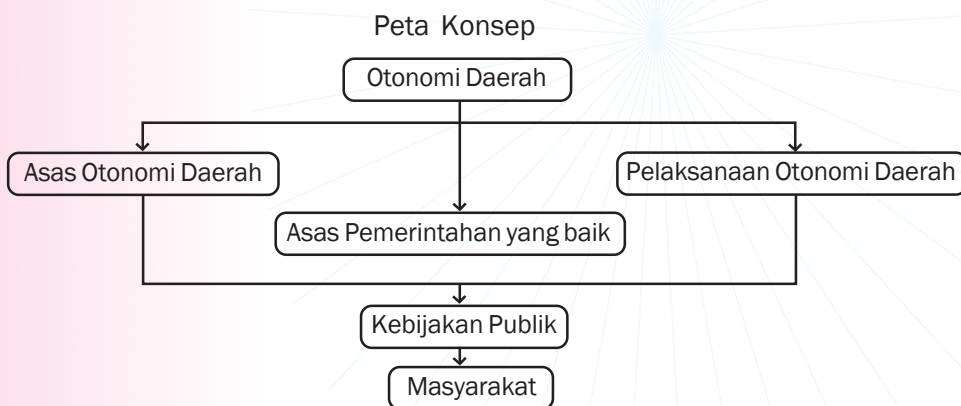 Peta Konsep
Otonomi Daerah
Asas Otonomi Daerah
Pelaksanaan Otonomi Daerah
Asas Pemerintahan yang baik
Kebijakan Publik
Masyarakat